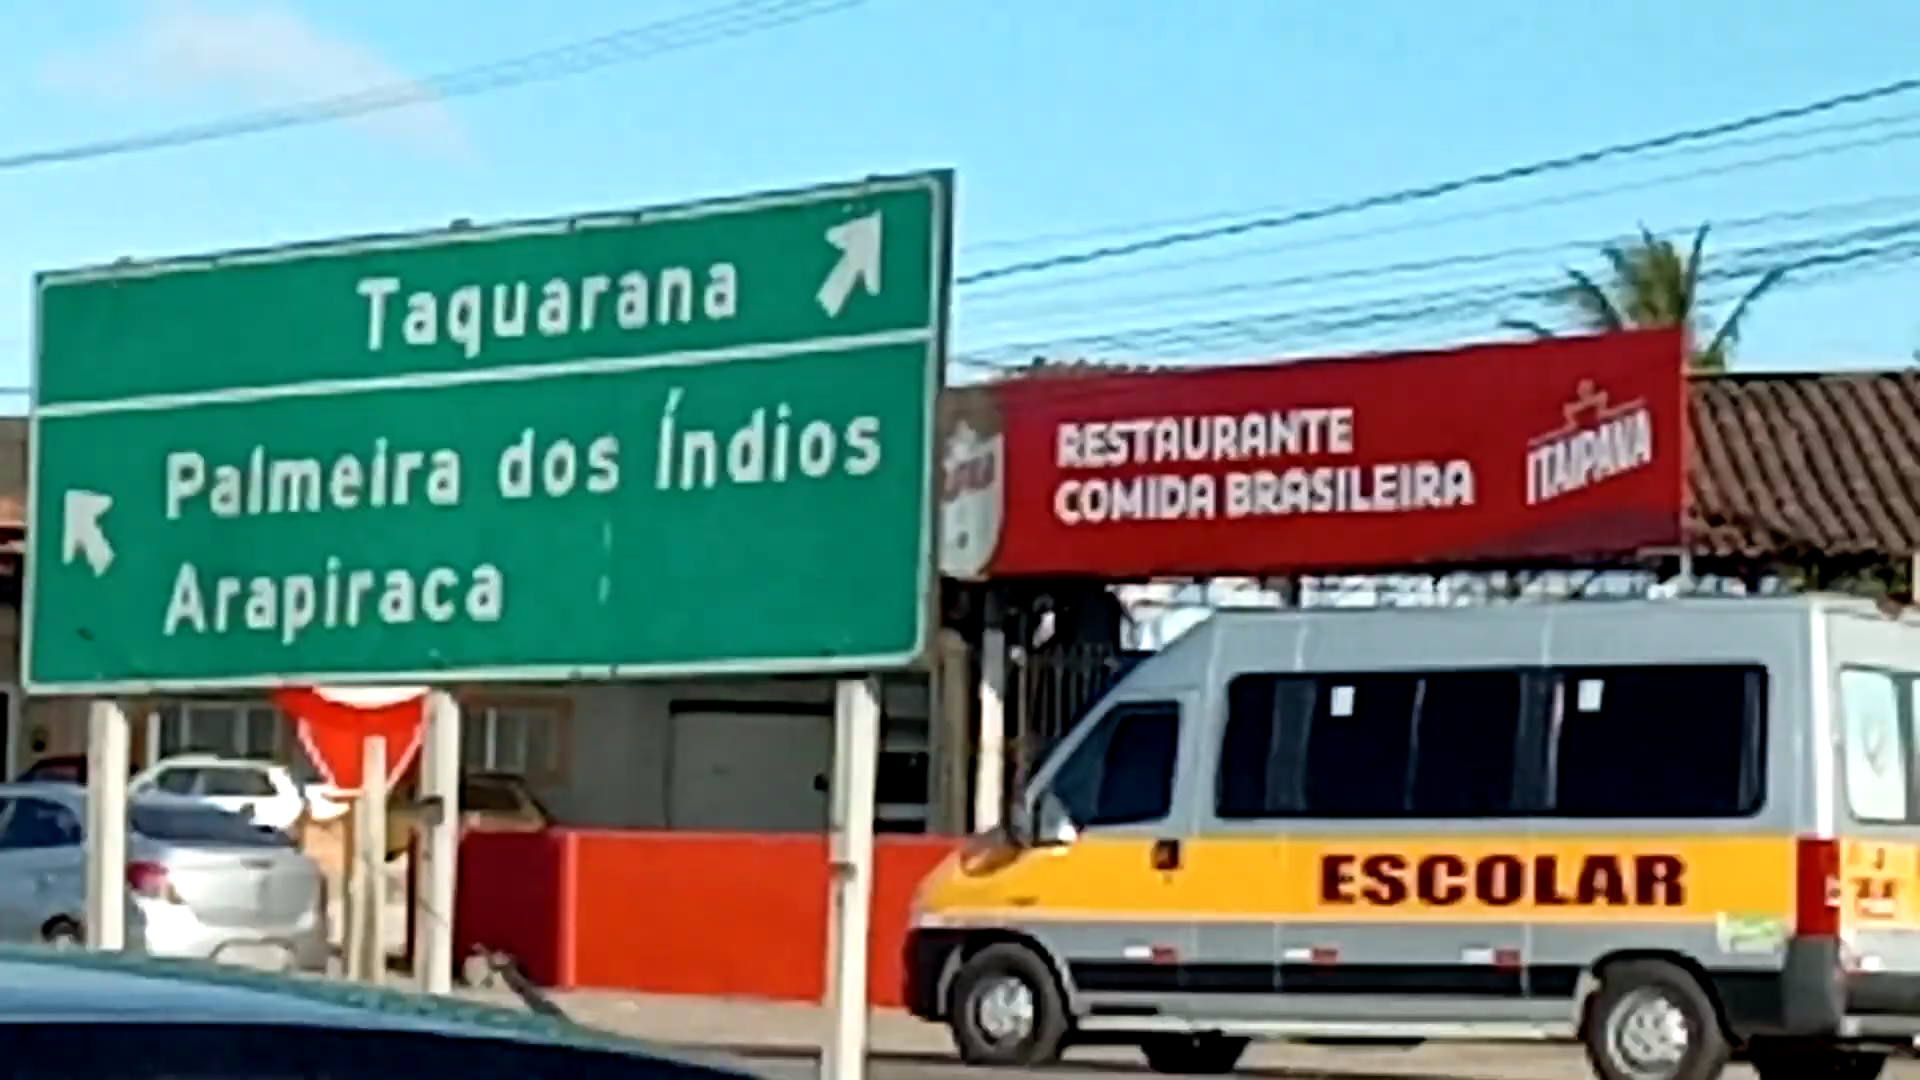 Taquarana
Palmeira dos Índios
Arapiraca
RESTAURANTE
COMIDA BRASILEIRA
ITAIPAVA
ESCOLAR